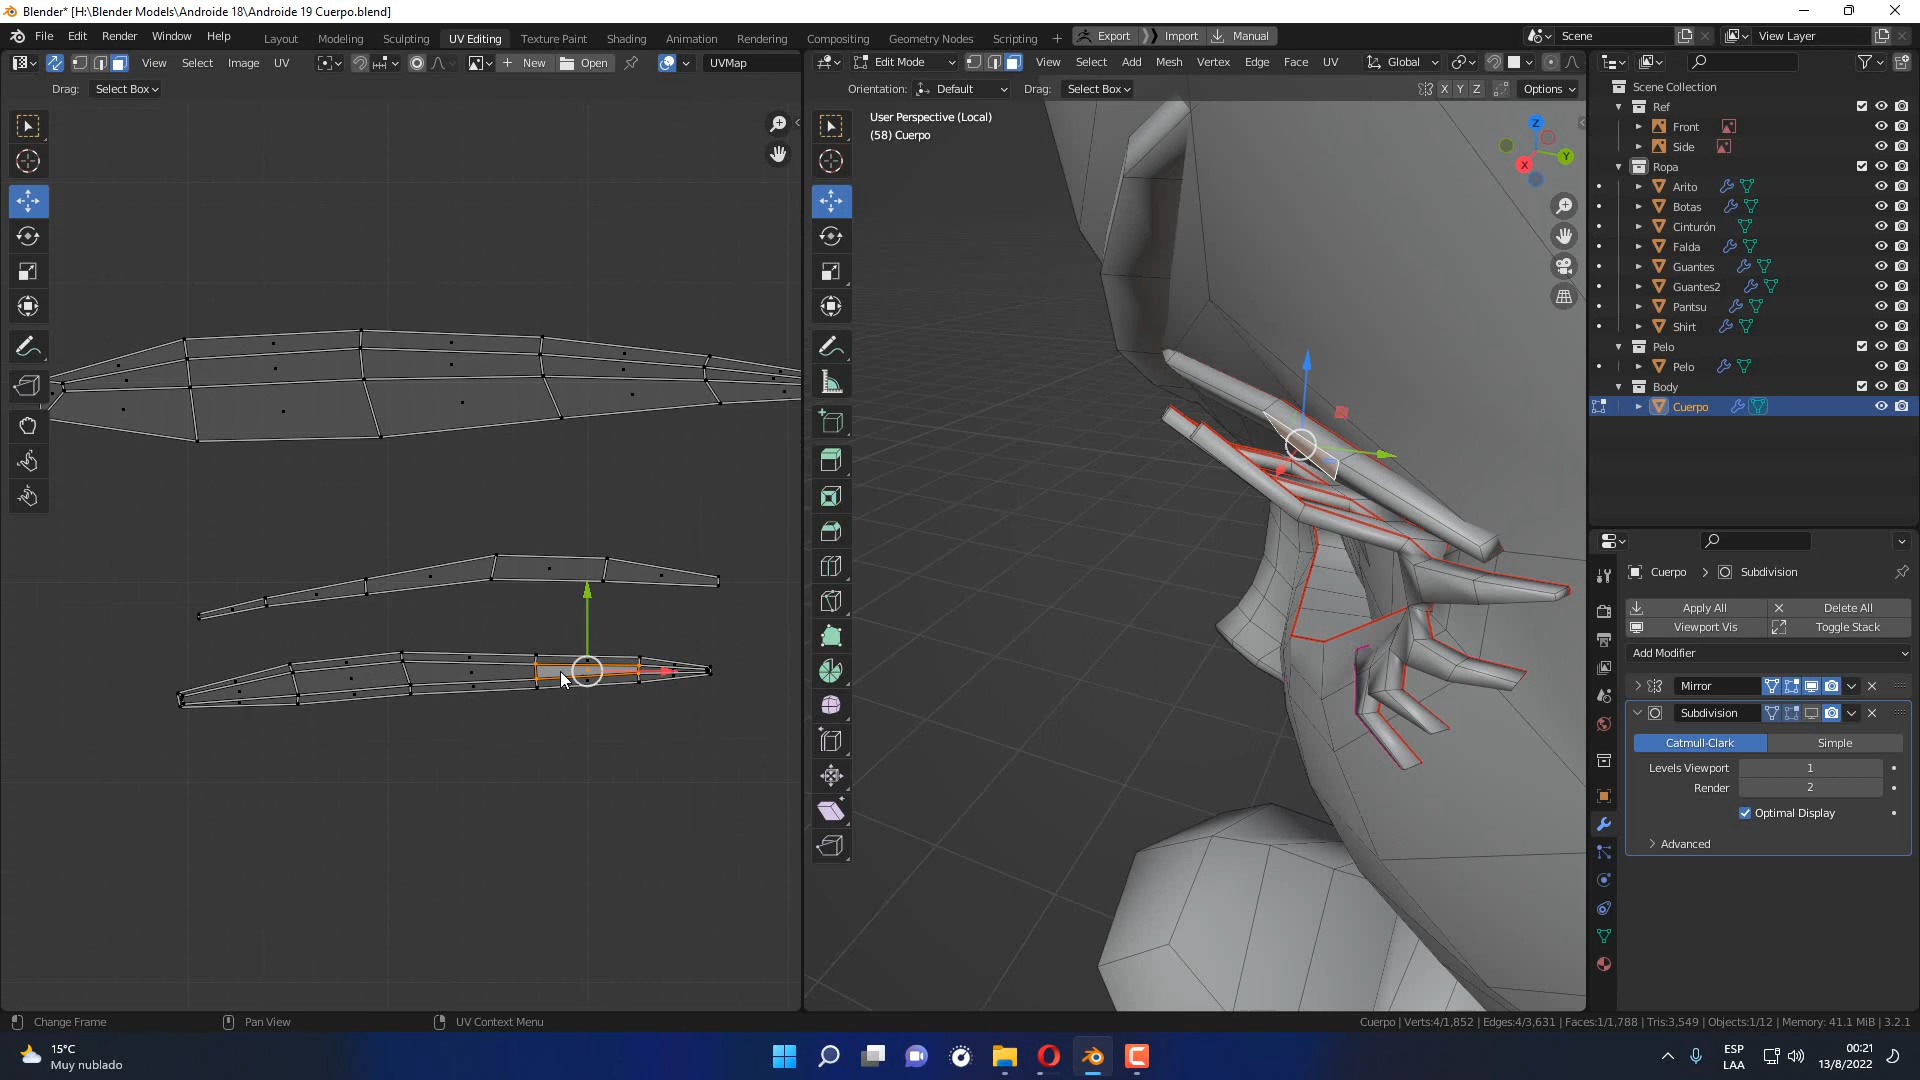 Blender* [H:\Blender Models\Androide 18\Androide 19 Cuerpo.blend]
File Edit Render Window Help Layout Modeling Sculpting UV Editing Texture Paint Shading Animation Rendering Compositing Geometry Nodes Scripting + Export Import Manual Scene View Layer
View Select Image UV New Open UVMap Edit Mode View Select Add Mesh Vertex Edge Face UV Global
Drag: Select Box Orientation: Default Drag: Select Box X Y Z Options
User Perspective (Local)
(58) Cuerpo
Z
Y
X
Scene Collection
Ref
Front
Side
Ropa
Arito
Botas
Cinturón
Falda
Guantes
Guantes2
Pantsu
Shirt
Pelo
Pelo
Body
Cuerpo
Cuerpo Subdivision
Apply All Delete All
Viewport Vis Toggle Stack
Add Modifier
Mirror
Subdivision
Catmull-Clark Simple
Levels Viewport 1
Render 2
Optimal Display
Advanced
Change Frame Pan View UV Context Menu Cuerpo | Verts:4/1,852 | Edges:4/3,631 | Faces:1/1,788 | Tris:3,549 | Objects:1/12 | Memory: 41.1 MiB | 3.2.1
15°C
Muy nublado
ESP
LAA
00:21
13/8/2022